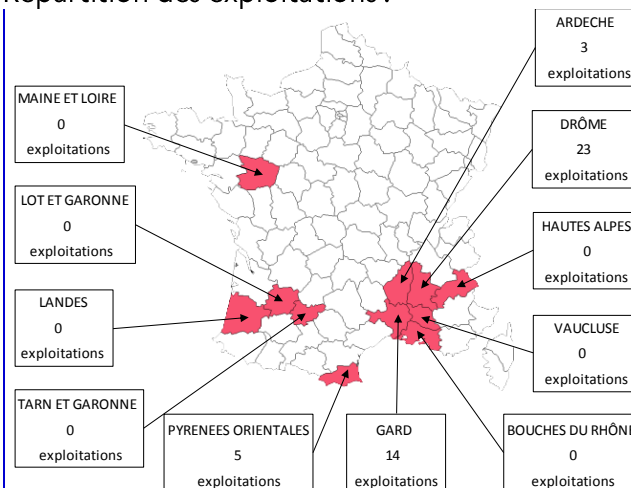 Répartition des exploitations :
ARDECHE
3
exploitations
MAINE ET LOIRE
0
exploitations
DRÔME
23
exploitations
LOT ET GARONNE
0
exploitations
HAUTES ALPES
0
exploitations
LANDES
0
exploitations
VAUCLUSE
0
exploitations
TARN ET GARONNE
0
exploitations
PYRENEES ORIENTALES
5
exploitations
GARD
14
exploitations
BOUCHES DU RHÔNE
0
exploitations